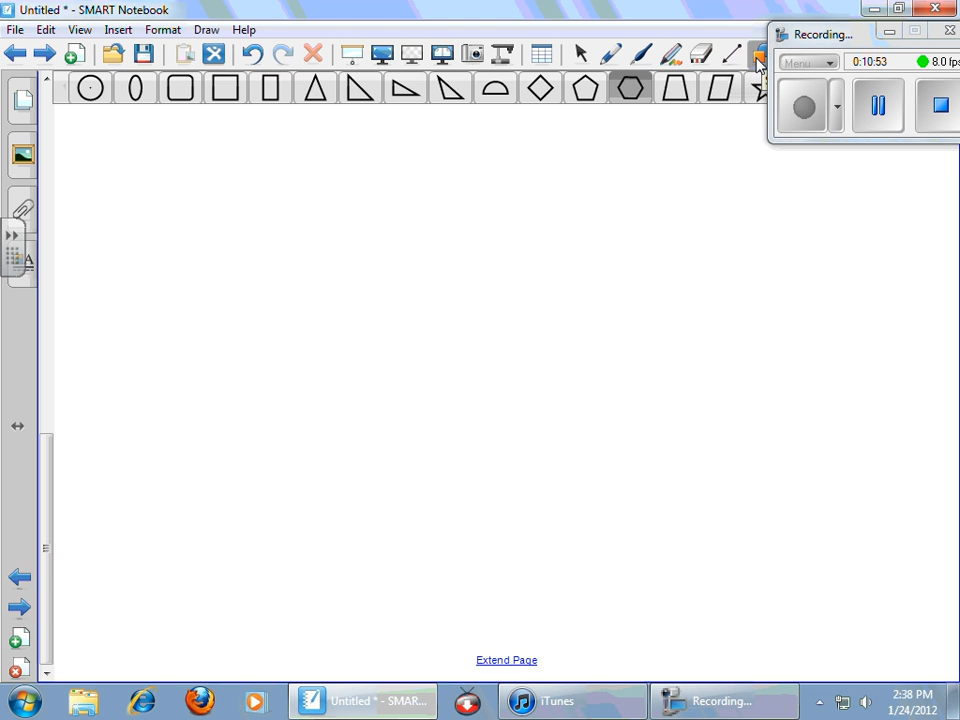 Untitled * - SMART Notebook
File Edit View Insert Format Draw Help
Recording...
Menu
0:10:53
8.0 fps
A
Extend Page
Untitled * - SMAR...
iTunes
Recording...
2:38 PM
1/24/2012